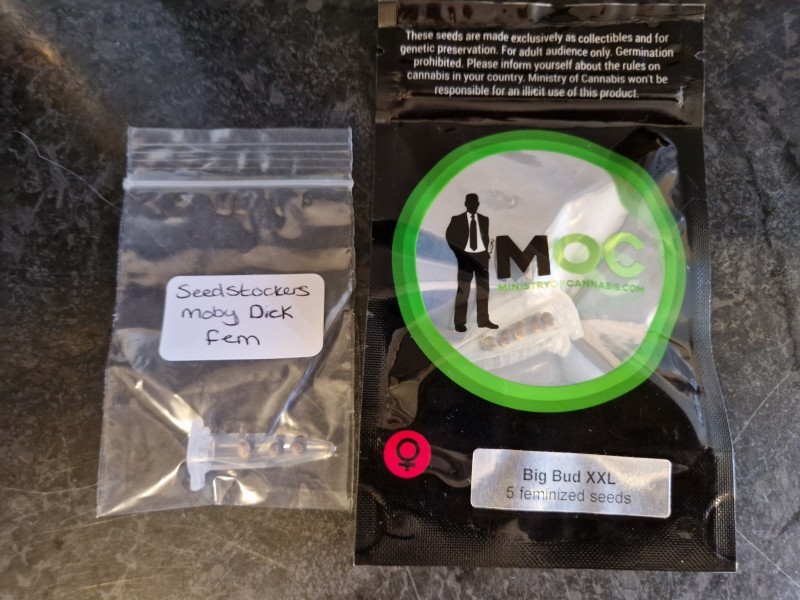 SeedStockers
Moby Dick
fem
These seeds are made exclusively as collectibles and for
genetic preservation. For adult audience only. Germination
prohibited. Please inform yourself about the rules on
cannabis in your country. Ministry of Cannabis won't be
responsible for an illicit use of this product.
MOC
MINISTRYOFCANNABIS.COM
Big Bud XXL
5 feminized seeds